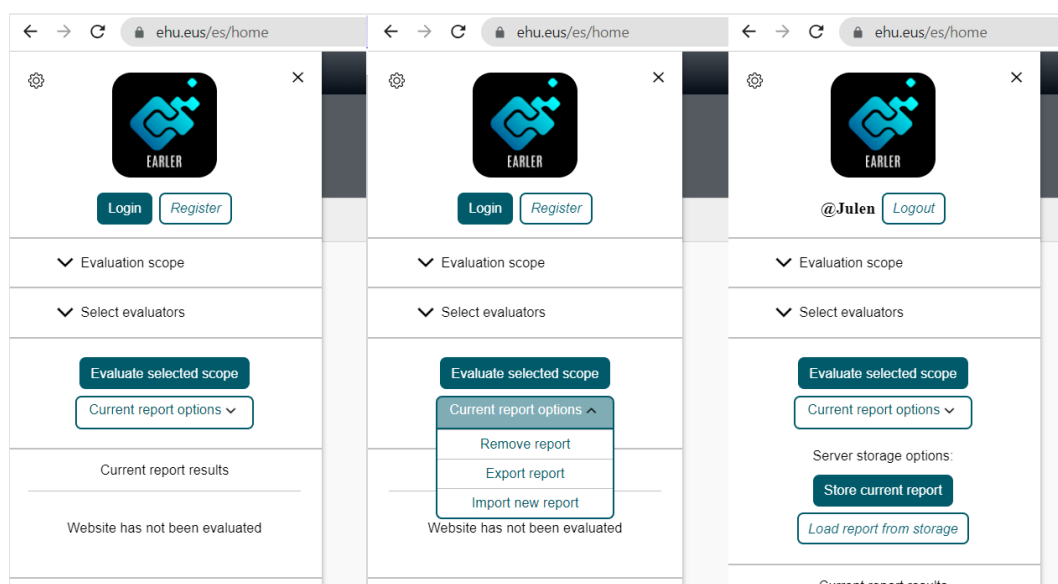 ehu.eus/es/home
EARLER
Login Register
Evaluation scope
Select evaluators
Evaluate selected scope
Current report options
Current report results
Website has not been evaluated
ehu.eus/es/home
EARLER
Login Register
Evaluation scope
Select evaluators
Evaluate selected scope
Current report options
Remove report
Export report
Import new report
Website has not been evaluated
ehu.eus/es/home
EARLER
@Julen Logout
Evaluation scope
Select evaluators
Evaluate selected scope
Current report options
Server storage options:
Store current report
Load report from storage
Current report results